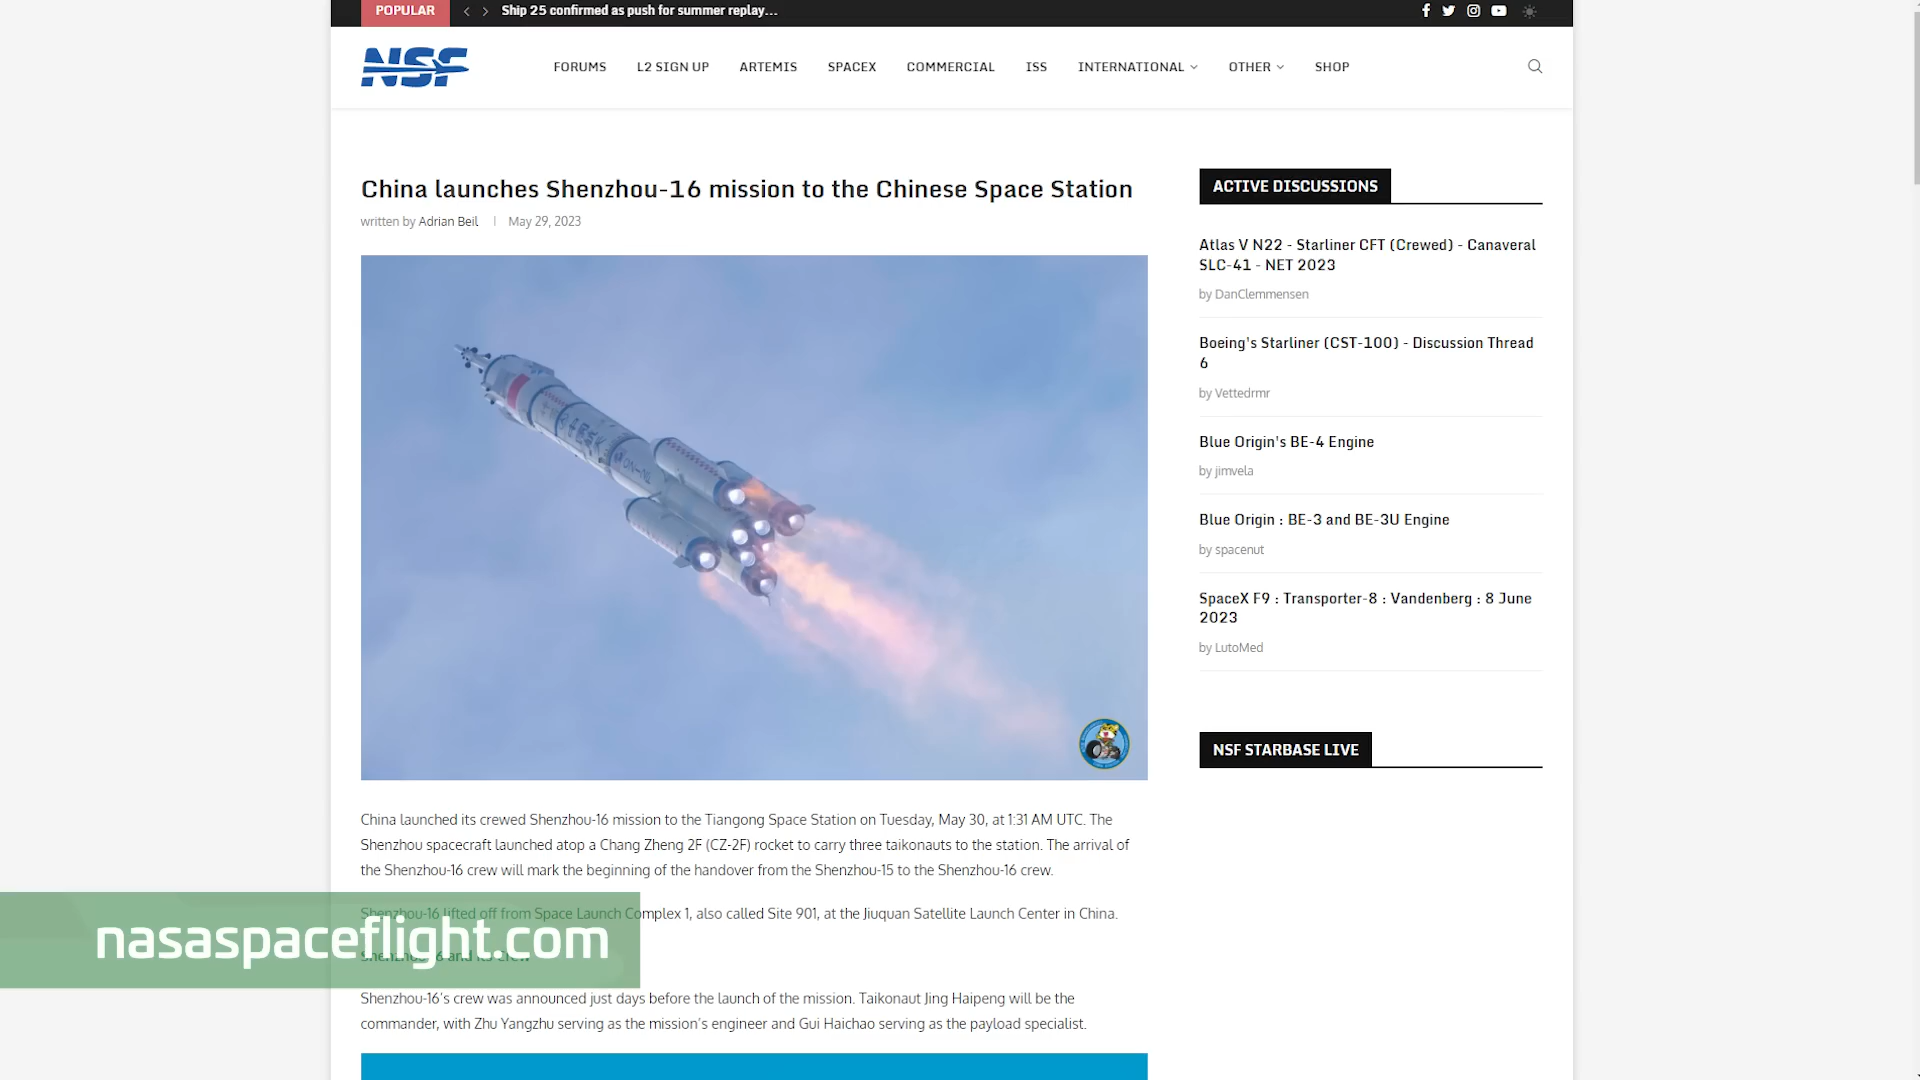 POPULAR
Ship 25 confirmed as push for summer replay...
NSF
FORUMS
L2 SIGN UP
ARTEMIS
SPACEX
COMMERCIAL
ISS
INTERNATIONAL
OTHER
SHOP
China launches Shenzhou-16 mission to the Chinese Space Station
written by Adrian Beil
May 29, 2023
China launched its crewed Shenzhou-16 mission to the Tiangong Space Station on Tuesday, May 30, at 1:31 AM UTC. The
Shenzhou spacecraft launched atop a Chang Zheng 2F (CZ-2F) rocket to carry three taikonauts to the station. The arrival of
the Shenzhou-16 crew will mark the beginning of the handover from the Shenzhou-15 to the Shenzhou-16 crew.
Shenzhou-16 lifted off from Space Launch Complex 1, also called Site 901, at the Jiuquan Satellite Launch Center in China.
Shenzhou-16 and its Crew
Shenzhou-16's crew was announced just days before the launch of the mission. Taikonaut Jing Haipeng will be the
commander, with Zhu Yangzhu serving as the mission's engineer and Gui Haichao serving as the payload specialist.
nasaspaceflight.com
ACTIVE DISCUSSIONS
Atlas V N22 - Starliner CFT (Crewed) - Canaveral
SLC-41 - NET 2023
by DanClemmensen
Boeing's Starliner (CST-100) - Discussion Thread
6
by Vettedrmr
Blue Origin's BE-4 Engine
by jimvela
Blue Origin : BE-3 and BE-3U Engine
by spacenut
SpaceX F9 : Transporter-8 : Vandenberg : 8 June
2023
by LutoMed
NSF STARBASE LIVE